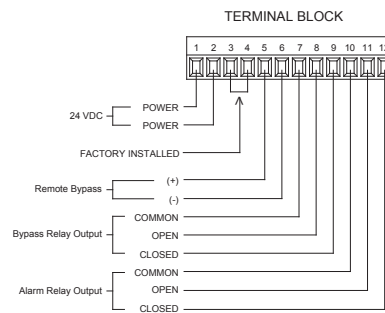 TERMINAL BLOCK
1 2 3 4 5 6 7 8 9 10 11 12
24 VDC
POWER
POWER
FACTORY INSTALLED
Remote Bypass
(+)
(-)
Bypass Relay Output
COMMON
OPEN
CLOSED
Alarm Relay Output
COMMON
OPEN
CLOSED